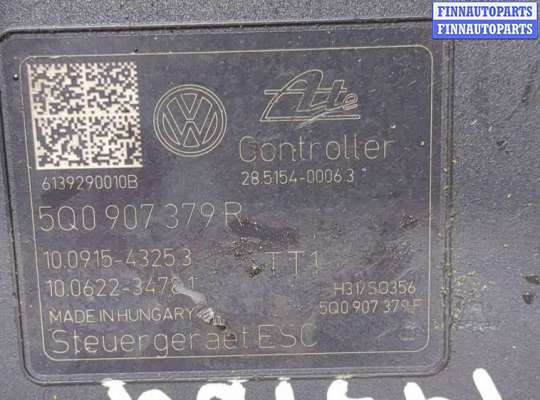 FINNAUTOPARTS
FINNAUTOPARTS
Ate
Controller
6139290010B
28.5154-0006.3
5Q0 907 379 R
10.0915-4325.3
TT1
10.0622-3478.1
H31/SQ356
MADE IN HUNGARY
5Q0 907 379 F
Steuergeraet ESC